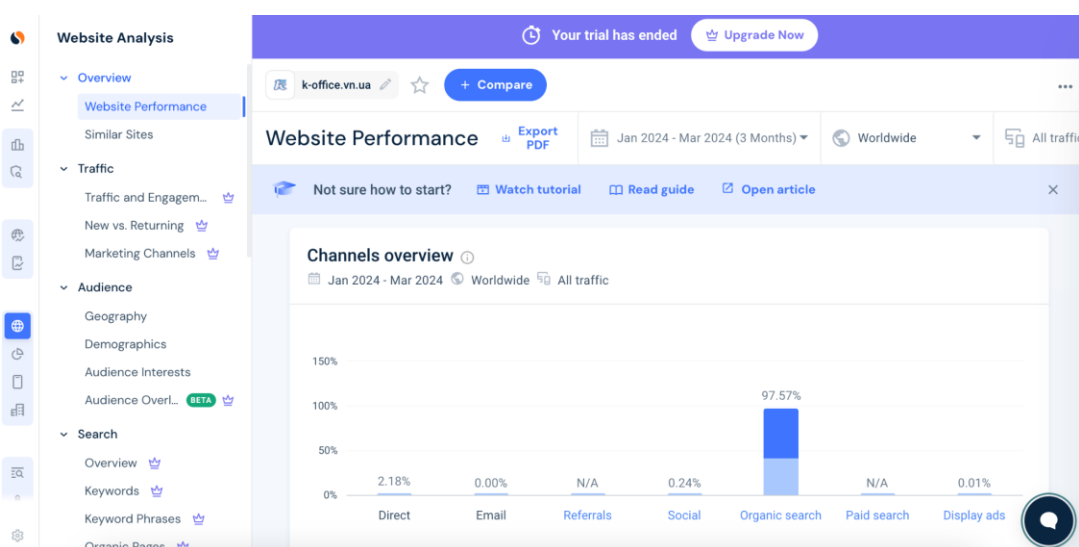 Website Analysis
Your trial has ended
Upgrade Now
Overview
Website Performance
Similar Sites
Traffic
Traffic and Engagem...
New vs. Returning
Marketing Channels
Audience
Geography
Demographics
Audience Interests
Audience Overl... BETA
Search
Overview
Keywords
Keyword Phrases
Organic Pages
k-office.vn.ua
+ Compare
Website Performance
Export PDF
Jan 2024 - Mar 2024 (3 Months)
Worldwide
All traffic
Not sure how to start?
Watch tutorial
Read guide
Open article
Channels overview
Jan 2024 - Mar 2024 Worldwide All traffic
150%
100%
50%
0%
2.18%
0.00%
N/A
0.24%
97.57%
N/A
0.01%
Direct
Email
Referrals
Social
Organic search
Paid search
Display ads